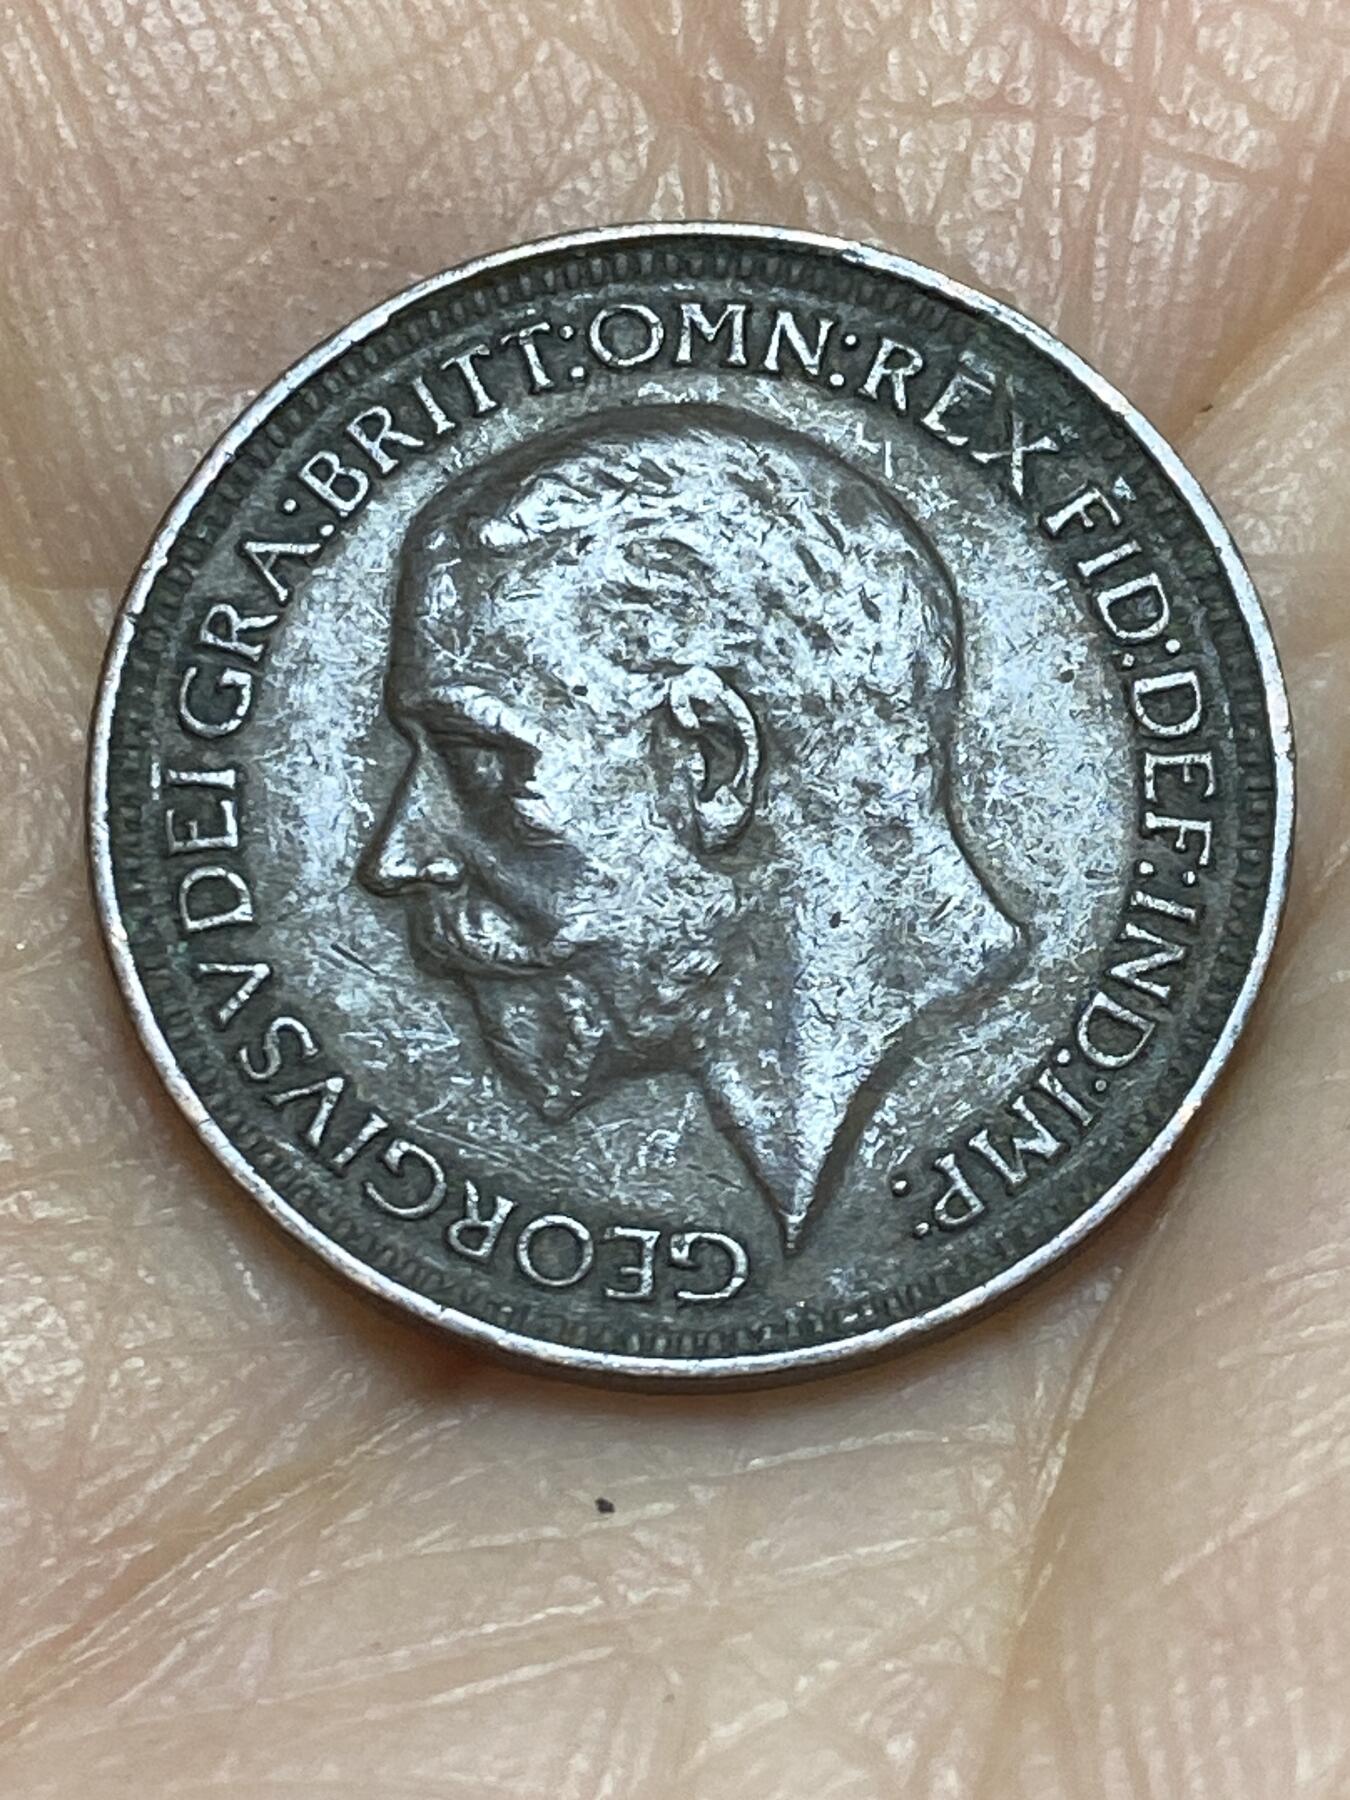 GEORGIVS V DEI GRA:BRITT:OMN:REX FID:DEF:IND:IMP: